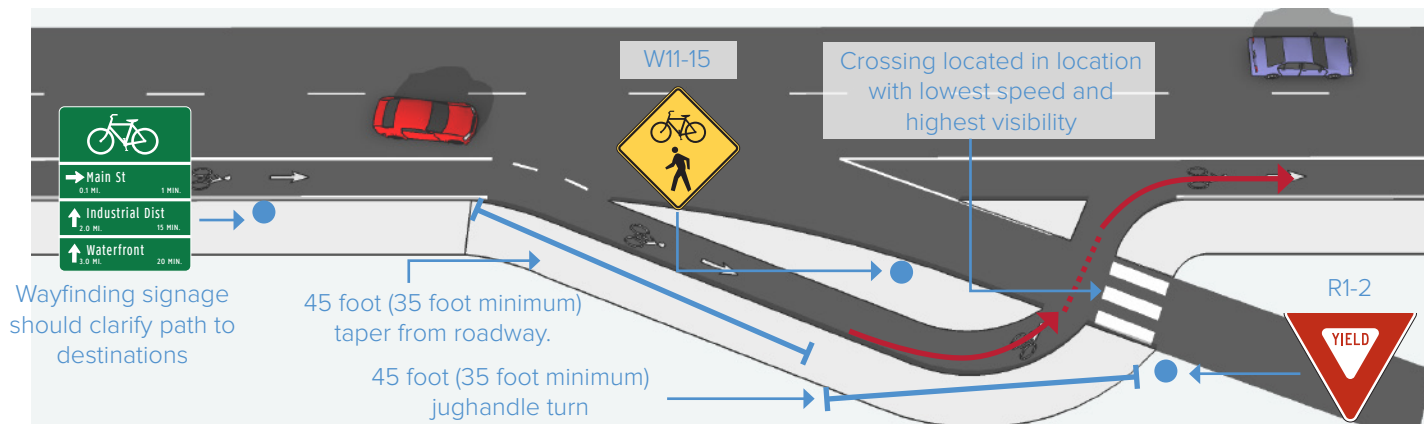 W11-15
Crossing located in location
with lowest speed and
highest visibility
Main St
0.1 MI. 1 MIN.
Industrial Dist
2.0 MI. 15 MIN.
Waterfront
3.0 MI. 20 MIN.
Wayfinding signage
should clarify path to
destinations
45 foot (35 foot minimum)
taper from roadway.
45 foot (35 foot minimum)
jughandle turn
R1-2
YIELD